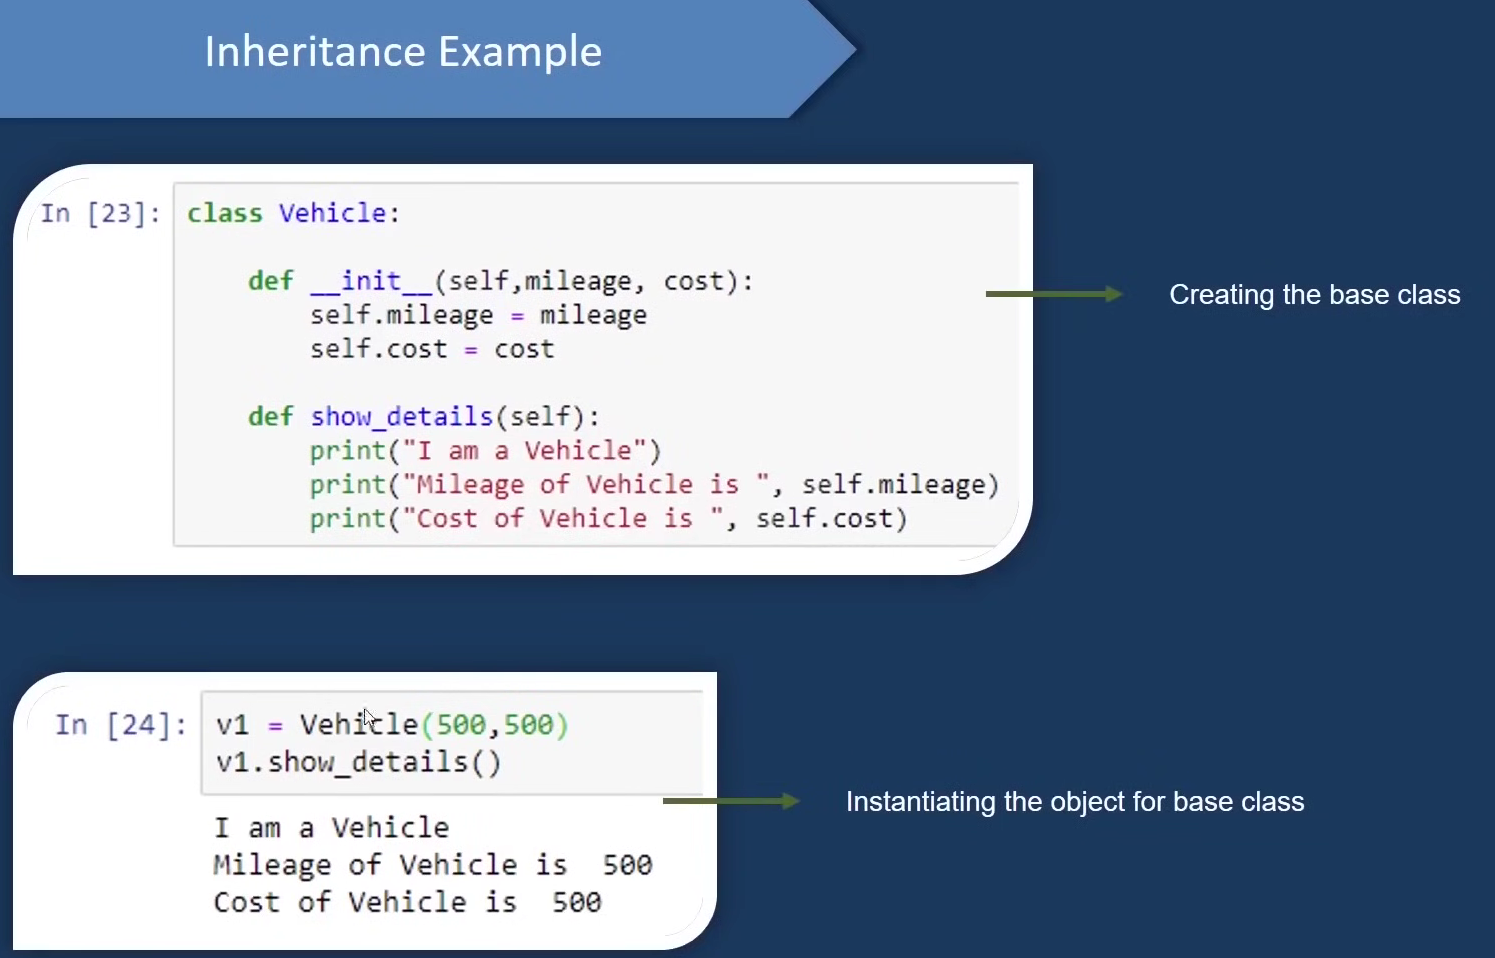 Inheritance Example
In [23]: class Vehicle:
def __init__(self,mileage, cost):
self.mileage = mileage
self.cost = cost
def show_details(self):
print("I am a Vehicle")
print("Mileage of Vehicle is ", self.mileage)
print("Cost of Vehicle is ", self.cost)
Creating the base class
In [24]: v1 = Vehicle(500,500)
v1.show_details()
I am a Vehicle
Mileage of Vehicle is  500
Cost of Vehicle is  500
Instantiating the object for base class